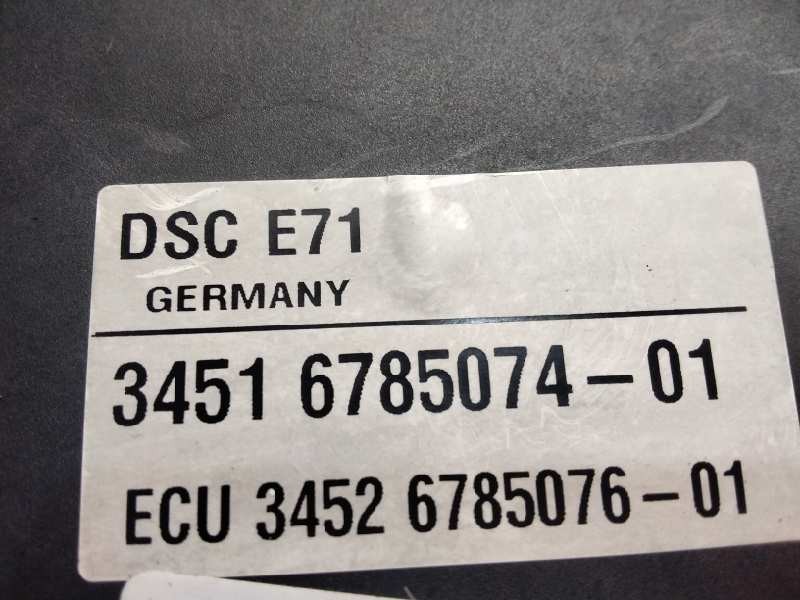 DSC E71
GERMANY
3451 6785074-01
ECU 3452 6785076-01